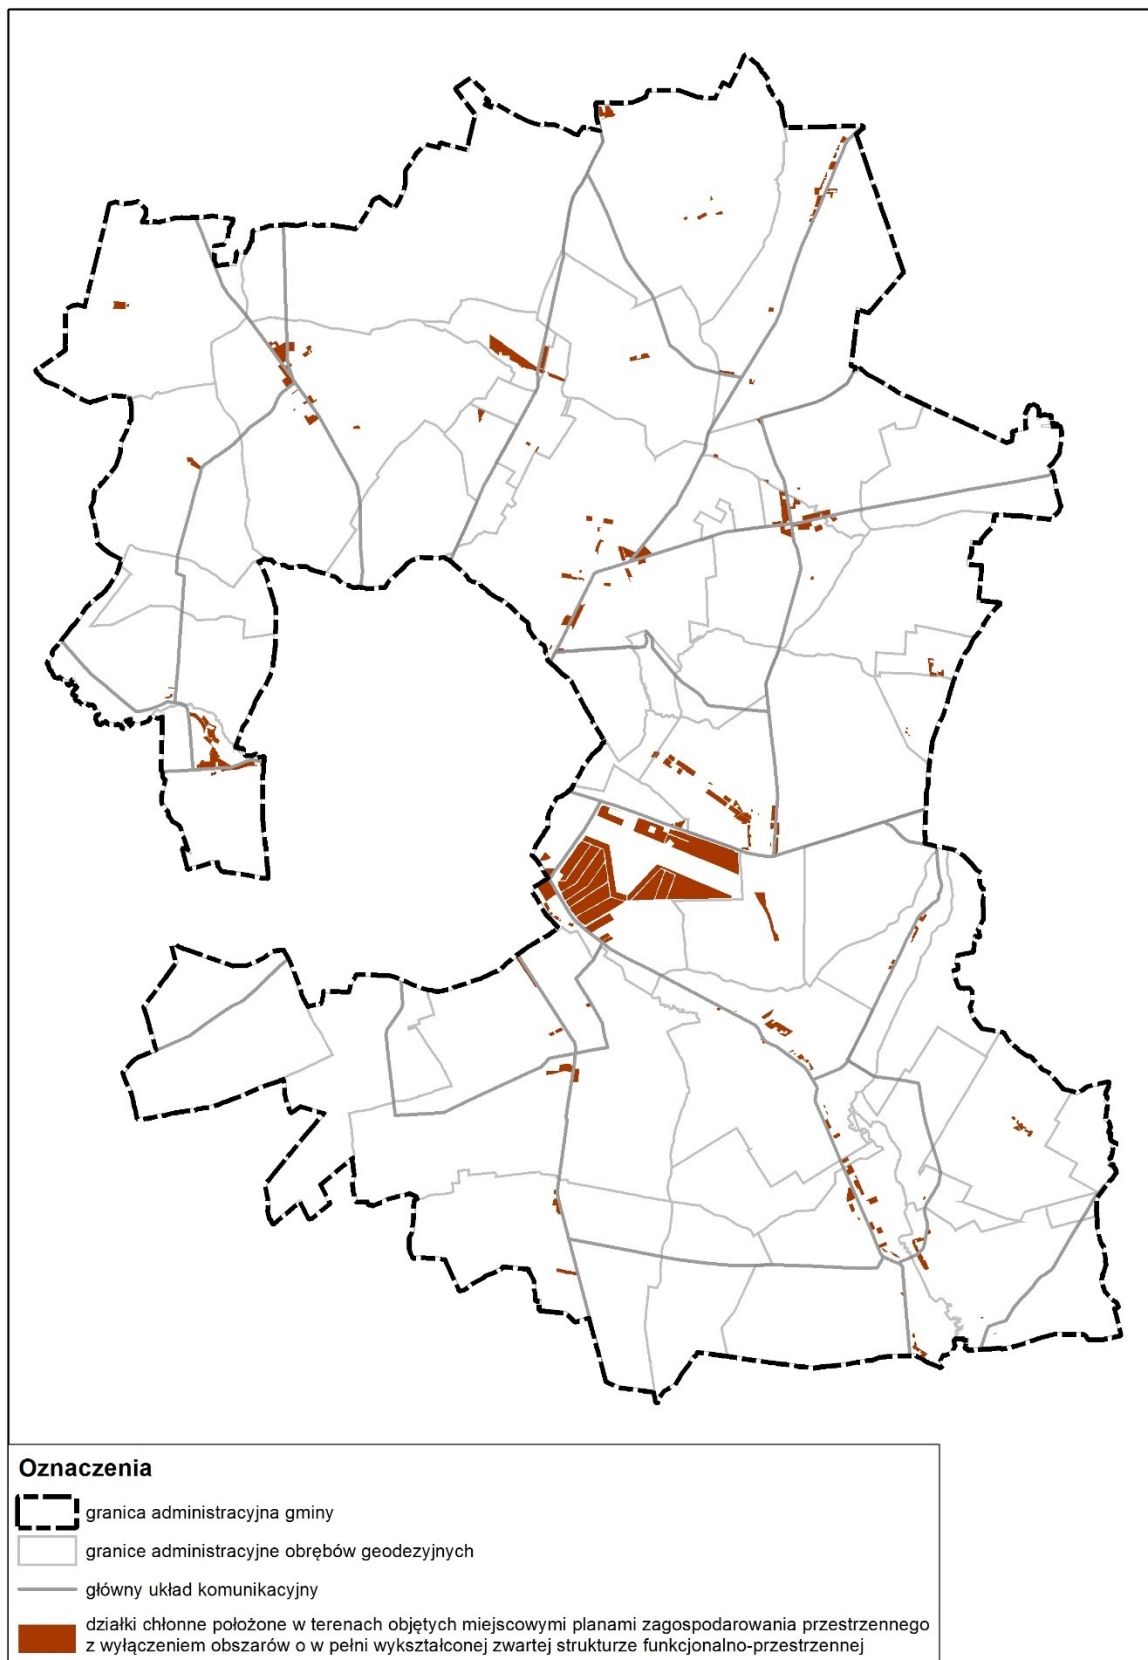 Oznaczenia
granica administracyjna gminy
granice administracyjne obrębów geodezyjnych
główny układ komunikacyjny
działki chłonne położone w terenach objętych miejscowymi planami zagospodarowania przestrzennego
z wyłączeniem obszarów o w pełni wykształconej zwartej strukturze funkcjonalno-przestrzennej